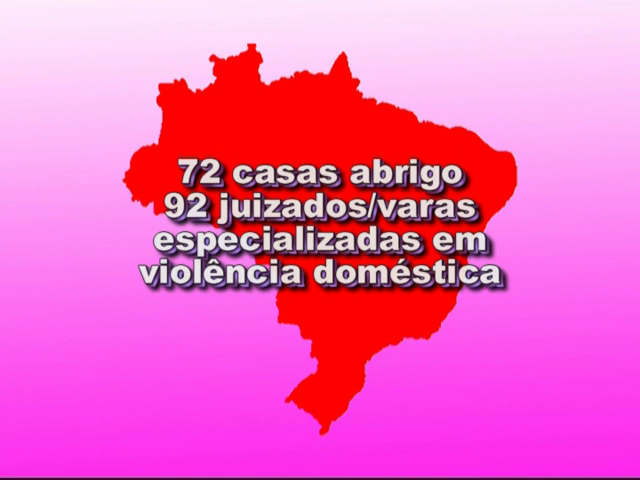 72 casas abrigo
92 juizados/varas
especializadas em
violência doméstica